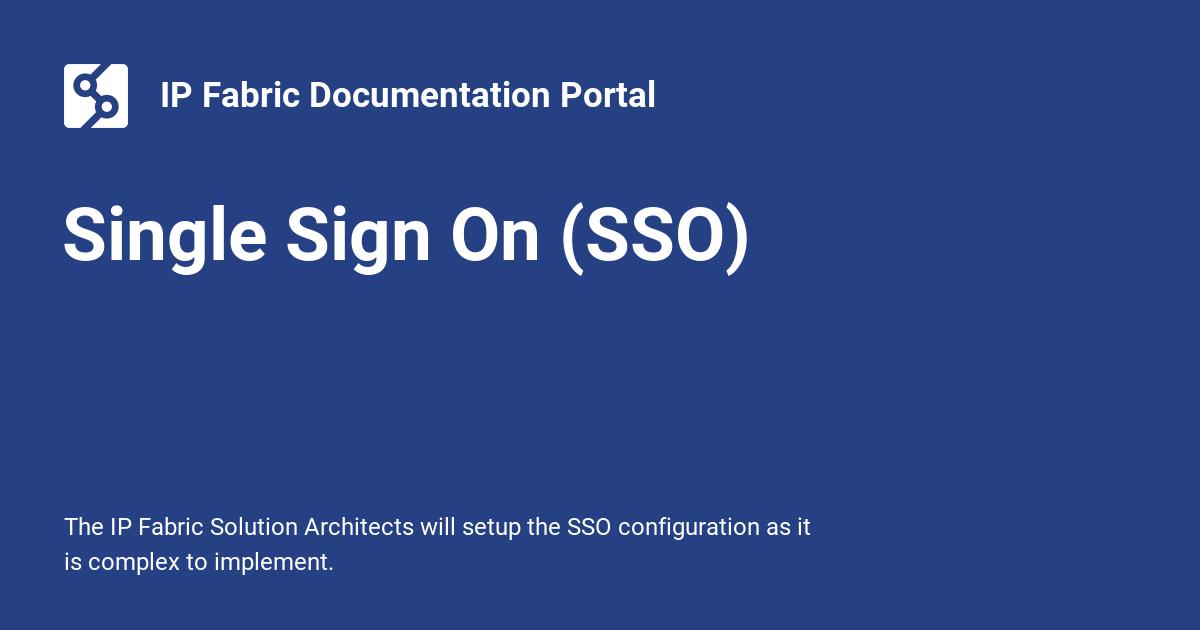 IP Fabric Documentation Portal
Single Sign On (SSO)
The IP Fabric Solution Architects will setup the SSO configuration as it
is complex to implement.